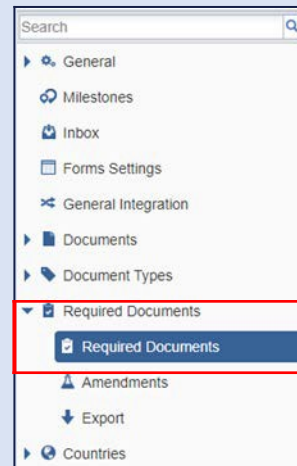 Search
General
Milestones
Inbox
Forms Settings
General Integration
Documents
Document Types
Required Documents
Required Documents
Amendments
Export
Countries